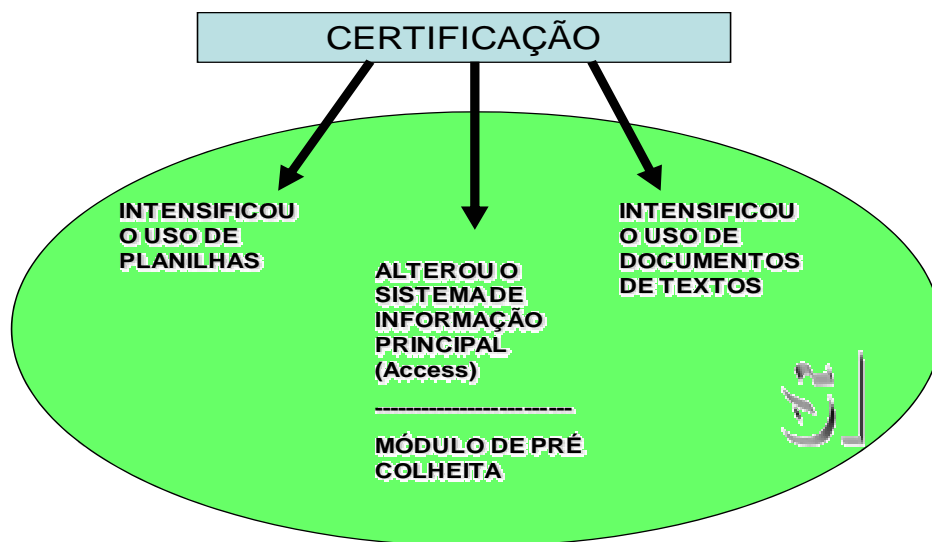 CERTIFICAÇÃO
INTENSIFICOU
O USO DE
PLANILHAS
ALTEROU O
SISTEMA DE
INFORMAÇÃO
PRINCIPAL
(Access)
-------------------------
MÓDULO DE PRÉ
COLHEITA
INTENSIFICOU
O USO DE
DOCUMENTOS
DE TEXTOS